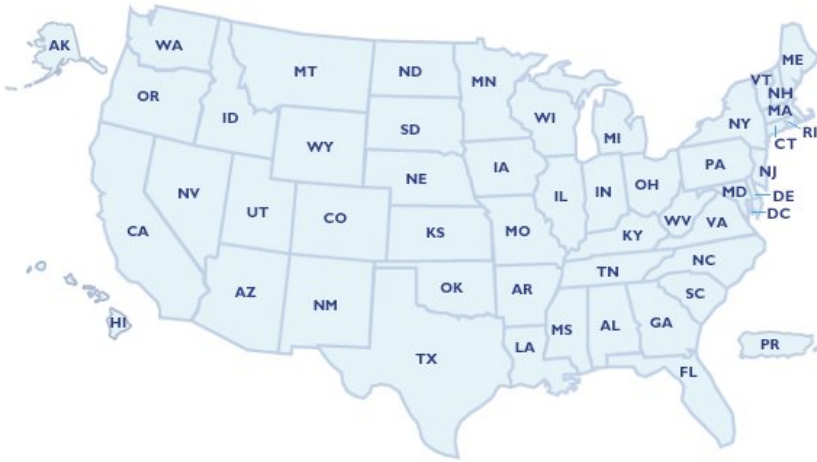 AK
WA
MT
ND
MN
ME
VT
NH
MA
RI
CT
OR
ID
WY
SD
WI
MI
NY
NV
UT
CO
NE
IA
IL
IN
OH
PA
NJ
MD
DE
DC
CA
KS
MO
KY
WV
VA
HI
AZ
NM
OK
AR
TN
NC
SC
TX
LA
MS
AL
GA
FL
PR